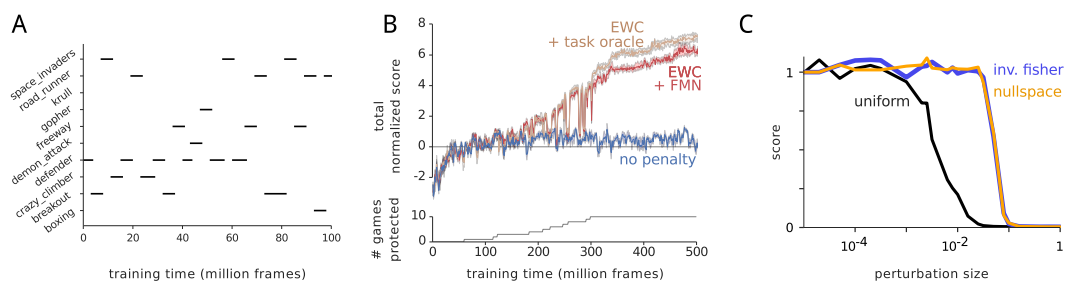 A
space_invaders
road_runner
krull
gopher
freeway
demon_attack
defender
crazy_climber
breakout
boxing
0
20
40
60
80
100
training time (million frames)
B
total
normalized score
8
6
4
2
0
-2
EWC
+ task oracle
EWC
+ FMN
no penalty
# games
protected
10
0
0
100
200
300
400
500
training time (million frames)
C
score
1
0
inv. fisher
nullspace
uniform
10-4
10-2
1
perturbation size